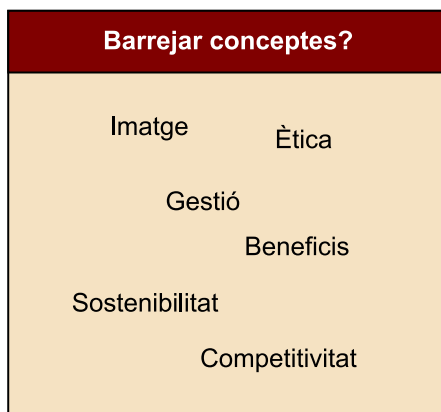 Barrejar conceptes?
Imatge
Ètica
Gestió
Beneficis
Sostenibilitat
Competitivitat